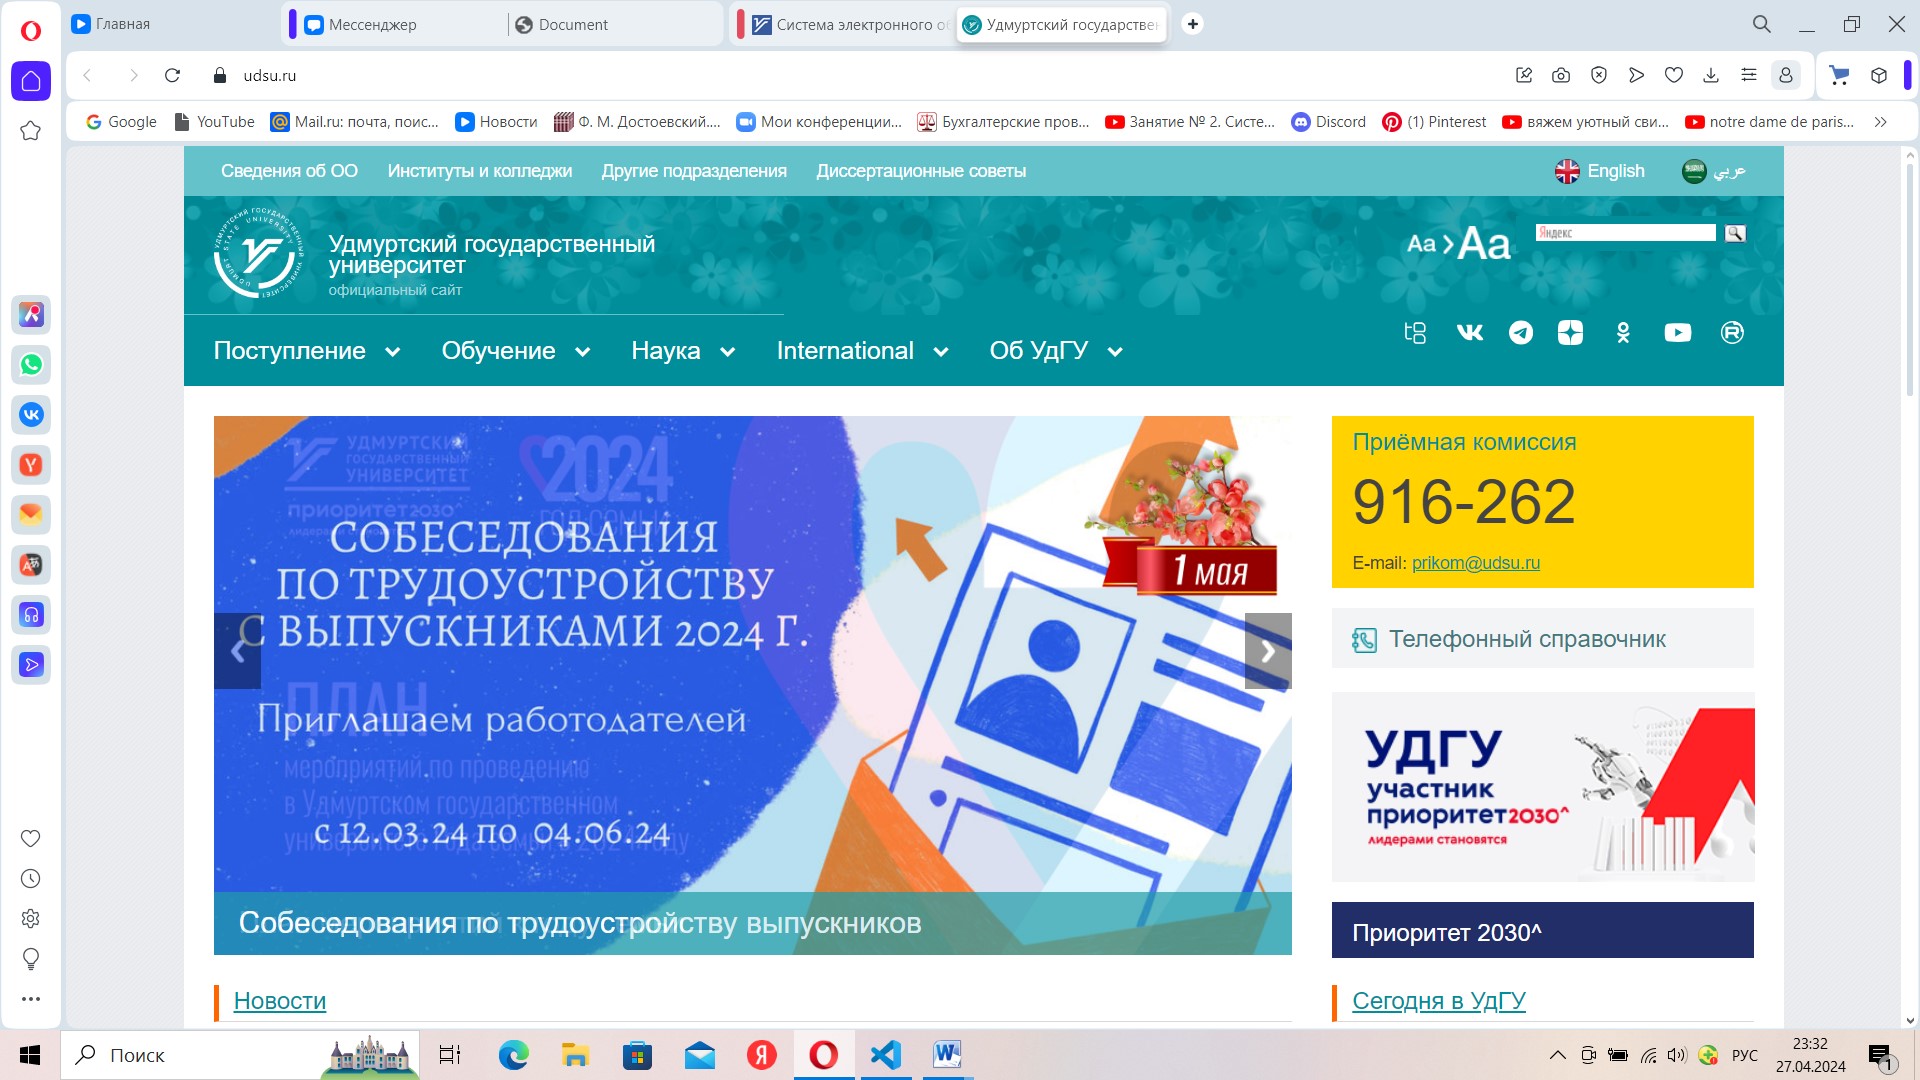 Главная
Мессенджер
Document
Система электронного об
Удмуртский государствен
udsu.ru
Google
YouTube
Mail.ru: почта, поис...
Новости
Ф. М. Достоевский....
Мои конференции...
Бухгалтерские пров...
Занятие № 2. Систе...
Discord
(1) Pinterest
вяжем уютный сви...
notre dame de paris...
Сведения об ОО
Институты и колледжи
Другие подразделения
Диссертационные советы
English
عربي
Удмуртский государственный
университет
официальный сайт
Aa
Aa
Яндекс
Поступление
Обучение
Наука
International
Об УдГУ
УДМУРТСКИЙ
ГОСУДАРСТВЕННЫЙ
УНИВЕРСИТЕТ
приоритет2030^
2024
СОБЕСЕДОВАНИЯ
ПО ТРУДОУСТРОЙСТВУ
С ВЫПУСКНИКАМИ 2024 Г.
ПЛАН
Приглашаем работодателей
мероприятий по проведению
в Удмуртском государственном
с 12.03.24 по 04.06.24
1 мая
Собеседования по трудоустройству выпускников
Приёмная комиссия
916-262
E-mail: prikom@udsu.ru
Телефонный справочник
УДГУ
участник
приоритет2030^
лидерами становятся
Приоритет 2030^
Новости
Сегодня в УдГУ
Поиск
РУС
23:32
27.04.2024
1